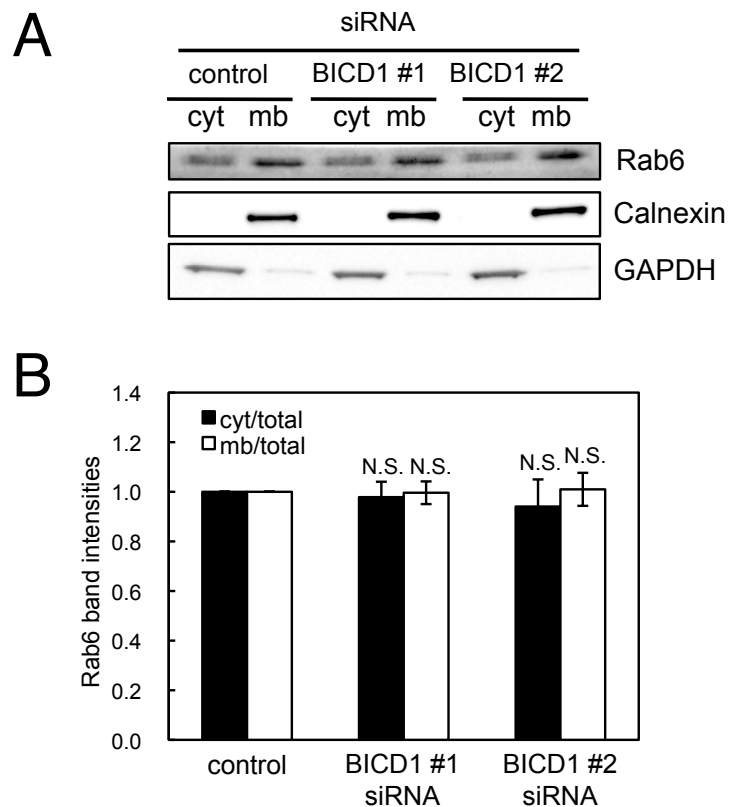 A
siRNA
control BICD1 #1 BICD1 #2
cyt mb cyt mb cyt mb
Rab6
Calnexin
GAPDH
B
Rab6 band intensities
1.4
1.2
1.0
0.8
0.6
0.4
0.2
0.0
cyt/total
mb/total
N.S. N.S. N.S. N.S.
control BICD1 #1 BICD1 #2
siRNA siRNA